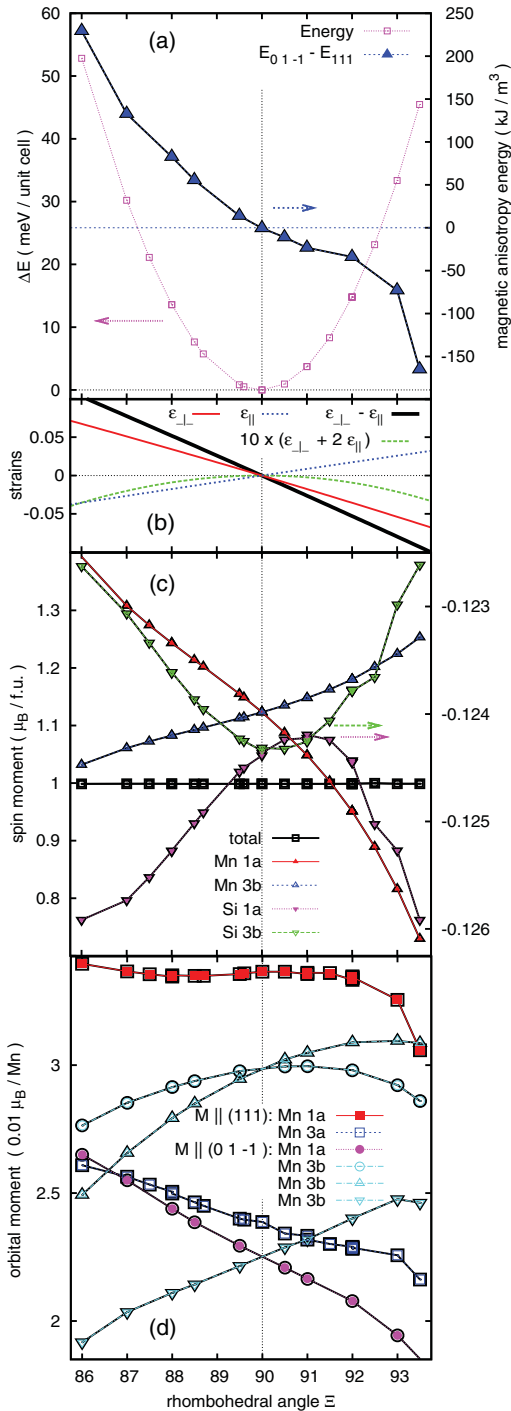 (a)
Energy
E0 1 -1 - E111
60
50
40
30
20
10
0
ΔE ( meV / unit cell)
250
200
150
100
50
0
-50
-100
-150
magnetic anisotropy energy ( kJ / m3 )
ε⊥ ε|| ε⊥ - ε||
10 x (ε⊥ + 2 ε||)
0.05
0
-0.05
strains
(b)
(c)
1.3
1.2
1.1
1
0.9
0.8
spin moment ( μB / f.u. )
-0.123
-0.124
-0.125
-0.126
total
Mn 1a
Mn 3b
Si 1a
Si 3b
3
2.5
2
orbital moment ( 0.01 μB / Mn )
M || (111): Mn 1a
Mn 3a
M || (0 1 -1): Mn 1a
Mn 3b
Mn 3b
Mn 3b
(d)
86 87 88 89 90 91 92 93
rhombohedral angle Ξ